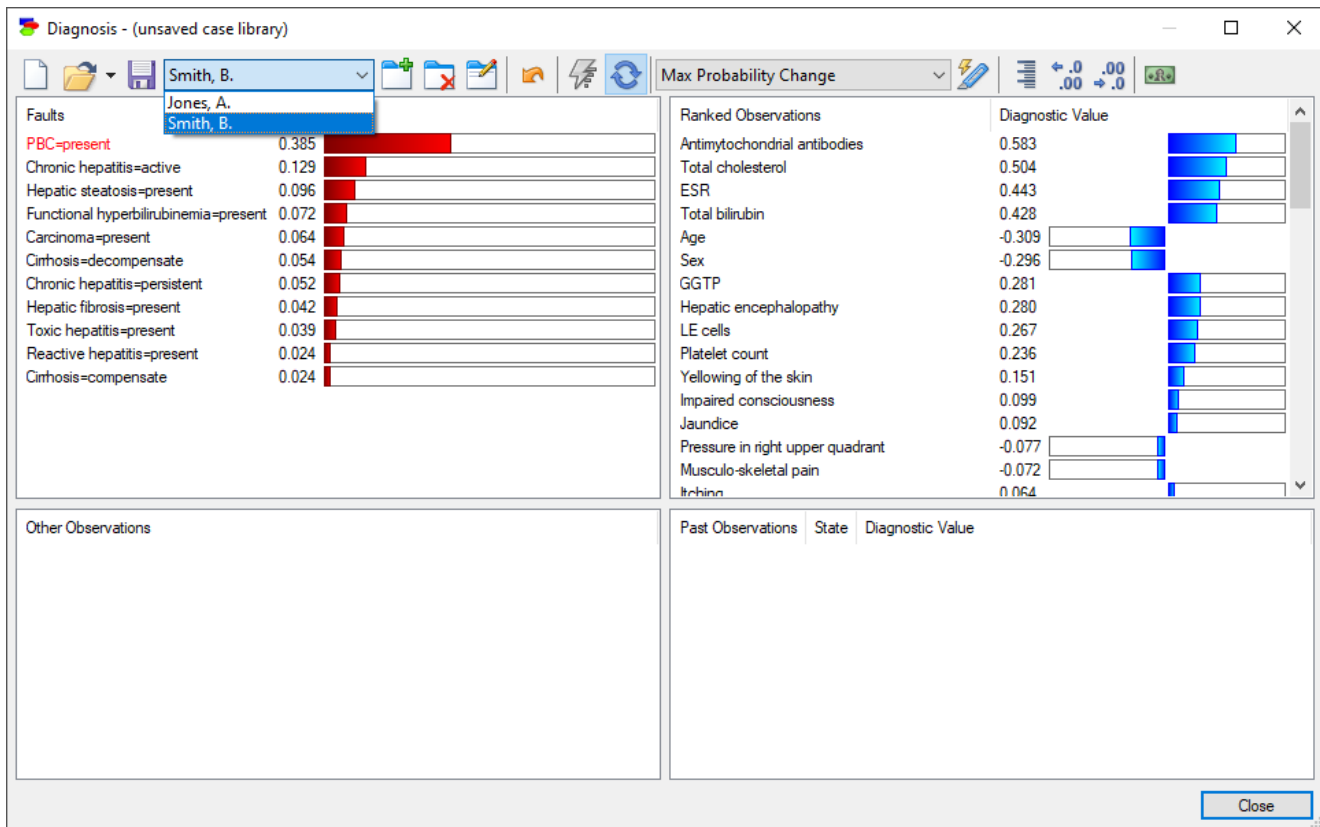 Diagnosis - (unsaved case library)
Smith, B.
Max Probability Change
← .0 .00
.00 → .0
R
Jones, A.
Smith, B.
Faults
PBC=present 0.385
Chronic hepatitis=active 0.129
Hepatic steatosis=present 0.096
Functional hyperbilirubinemia=present 0.072
Carcinoma=present 0.064
Cirrhosis=decompensate 0.054
Chronic hepatitis=persistent 0.052
Hepatic fibrosis=present 0.042
Toxic hepatitis=present 0.039
Reactive hepatitis=present 0.024
Cirrhosis=compensate 0.024
Ranked Observations Diagnostic Value
Antimytochondrial antibodies 0.583
Total cholesterol 0.504
ESR 0.443
Total bilirubin 0.428
Age -0.309
Sex -0.296
GGTP 0.281
Hepatic encephalopathy 0.280
LE cells 0.267
Platelet count 0.236
Yellowing of the skin 0.151
Impaired consciousness 0.099
Jaundice 0.092
Pressure in right upper quadrant -0.077
Musculo-skeletal pain -0.072
Itching 0.064
Other Observations
Past Observations State Diagnostic Value
Close